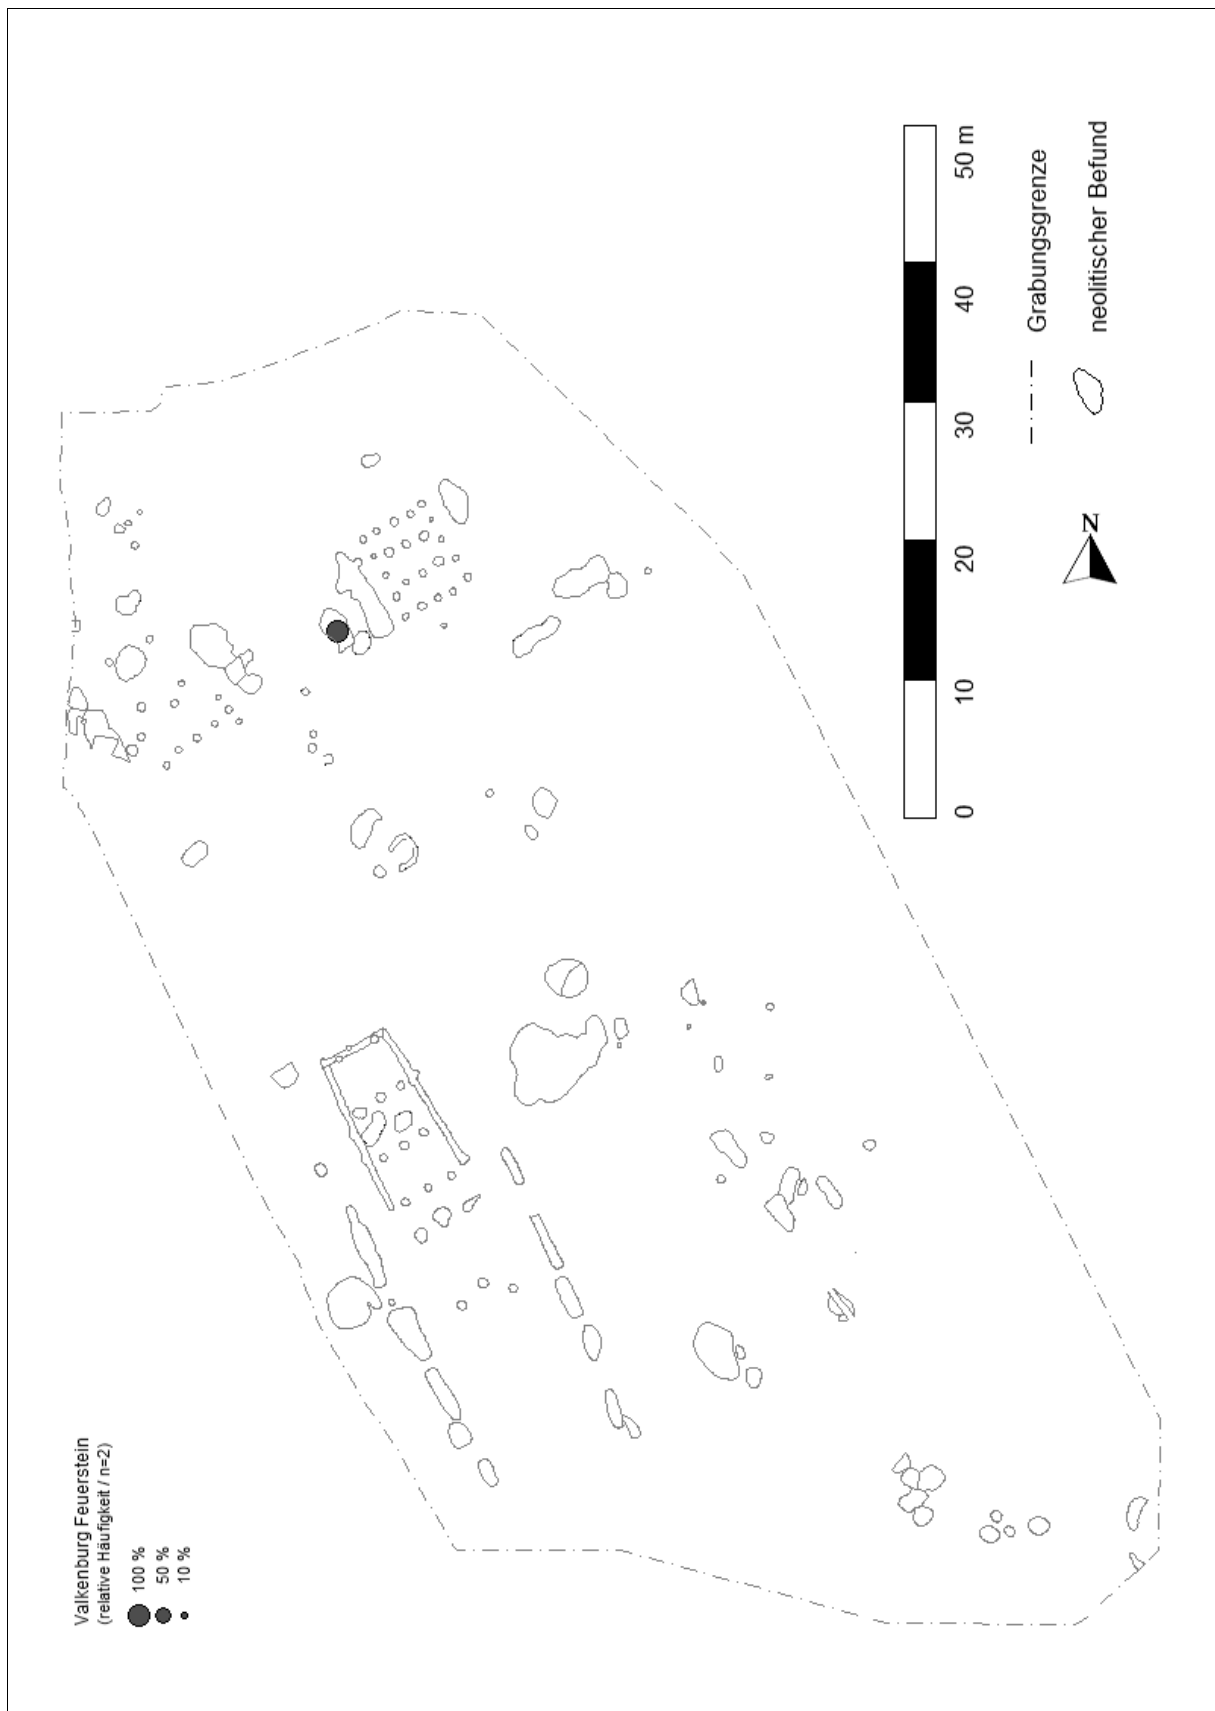 Valkenburg Feuerstein
(relative Häufigkeit / n=2)
100 %
50 %
10 %
0
10
20
30
40
50 m
N
Grabungsgrenze
neolitischer Befund